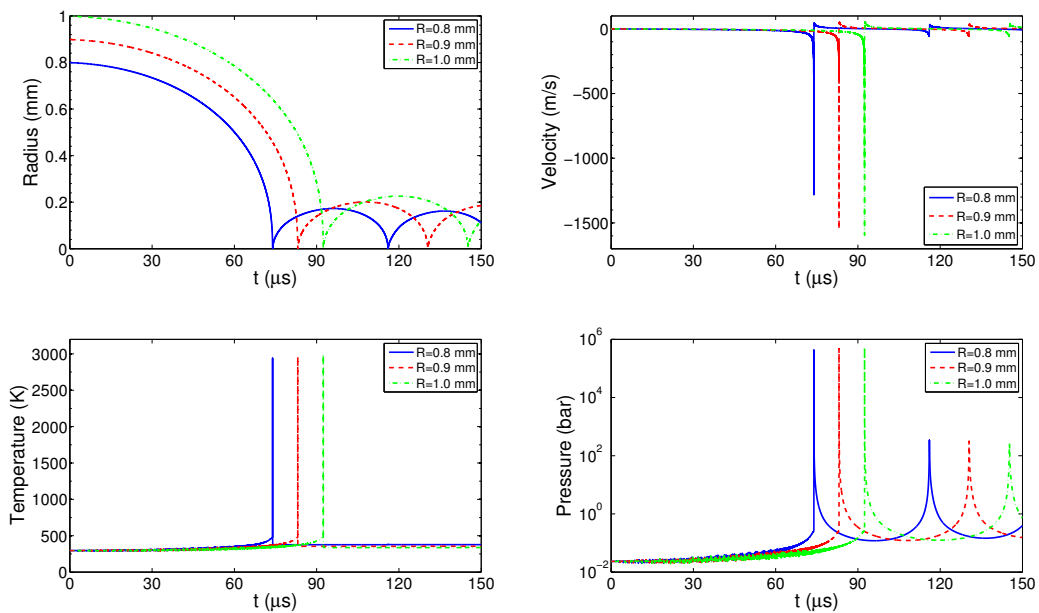 1
0.8
0.6
0.4
0.2
0
Radius (mm)
0 30 60 90 120 150
t (μs)
R=0.8 mm
R=0.9 mm
R=1.0 mm
0
−500
−1000
−1500
Velocity (m/s)
0 30 60 90 120 150
t (μs)
R=0.8 mm
R=0.9 mm
R=1.0 mm
3000
2500
2000
1500
1000
500
0
Temperature (K)
0 30 60 90 120 150
t (μs)
R=0.8 mm
R=0.9 mm
R=1.0 mm
10^6
10^4
10^2
10^0
10^−2
Pressure (bar)
0 30 60 90 120 150
t (μs)
R=0.8 mm
R=0.9 mm
R=1.0 mm